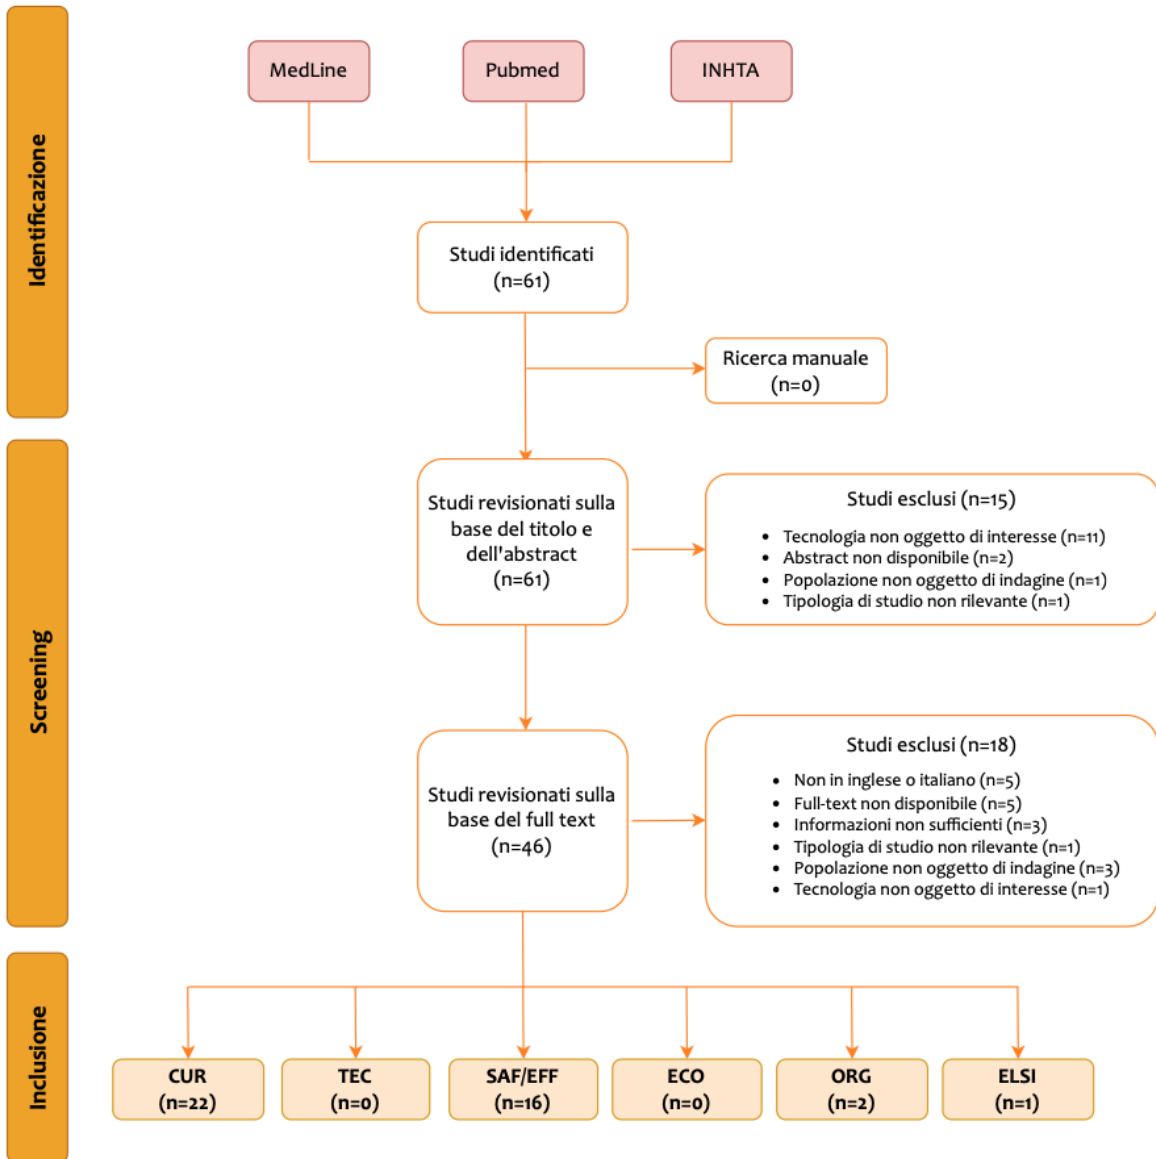 Identificazione
MedLine
Pubmed
INHTA
Studi identificati
(n=61)
Ricerca manuale
(n=0)
Screening
Studi revisionati sulla
base del titolo e
dell'abstract
(n=61)
Studi esclusi (n=15)
• Tecnologia non oggetto di interesse (n=11)
• Abstract non disponibile (n=2)
• Popolazione non oggetto di indagine (n=1)
• Tipologia di studio non rilevante (n=1)
Studi revisionati sulla
base del full text
(n=46)
Studi esclusi (n=18)
• Non in inglese o italiano (n=5)
• Full-text non disponibile (n=5)
• Informazioni non sufficienti (n=3)
• Tipologia di studio non rilevante (n=1)
• Popolazione non oggetto di indagine (n=3)
• Tecnologia non oggetto di interesse (n=1)
Inclusione
CUR
(n=22)
TEC
(n=0)
SAF/EFF
(n=16)
ECO
(n=0)
ORG
(n=2)
ELSI
(n=1)